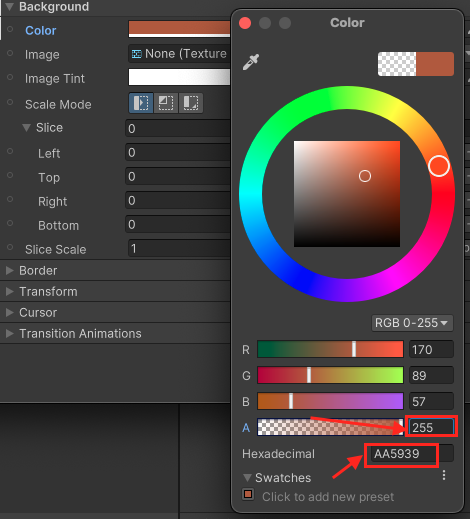 Background
Color
Image
None (Texture
Image Tint
Scale Mode
Slice
0
Left
0
Top
0
Right
0
Bottom
0
Slice Scale
1
Border
Transform
Cursor
Transition Animations
Color
RGB 0-255
R
170
G
89
B
57
A
255
Hexadecimal
AA5939
Swatches
Click to add new preset